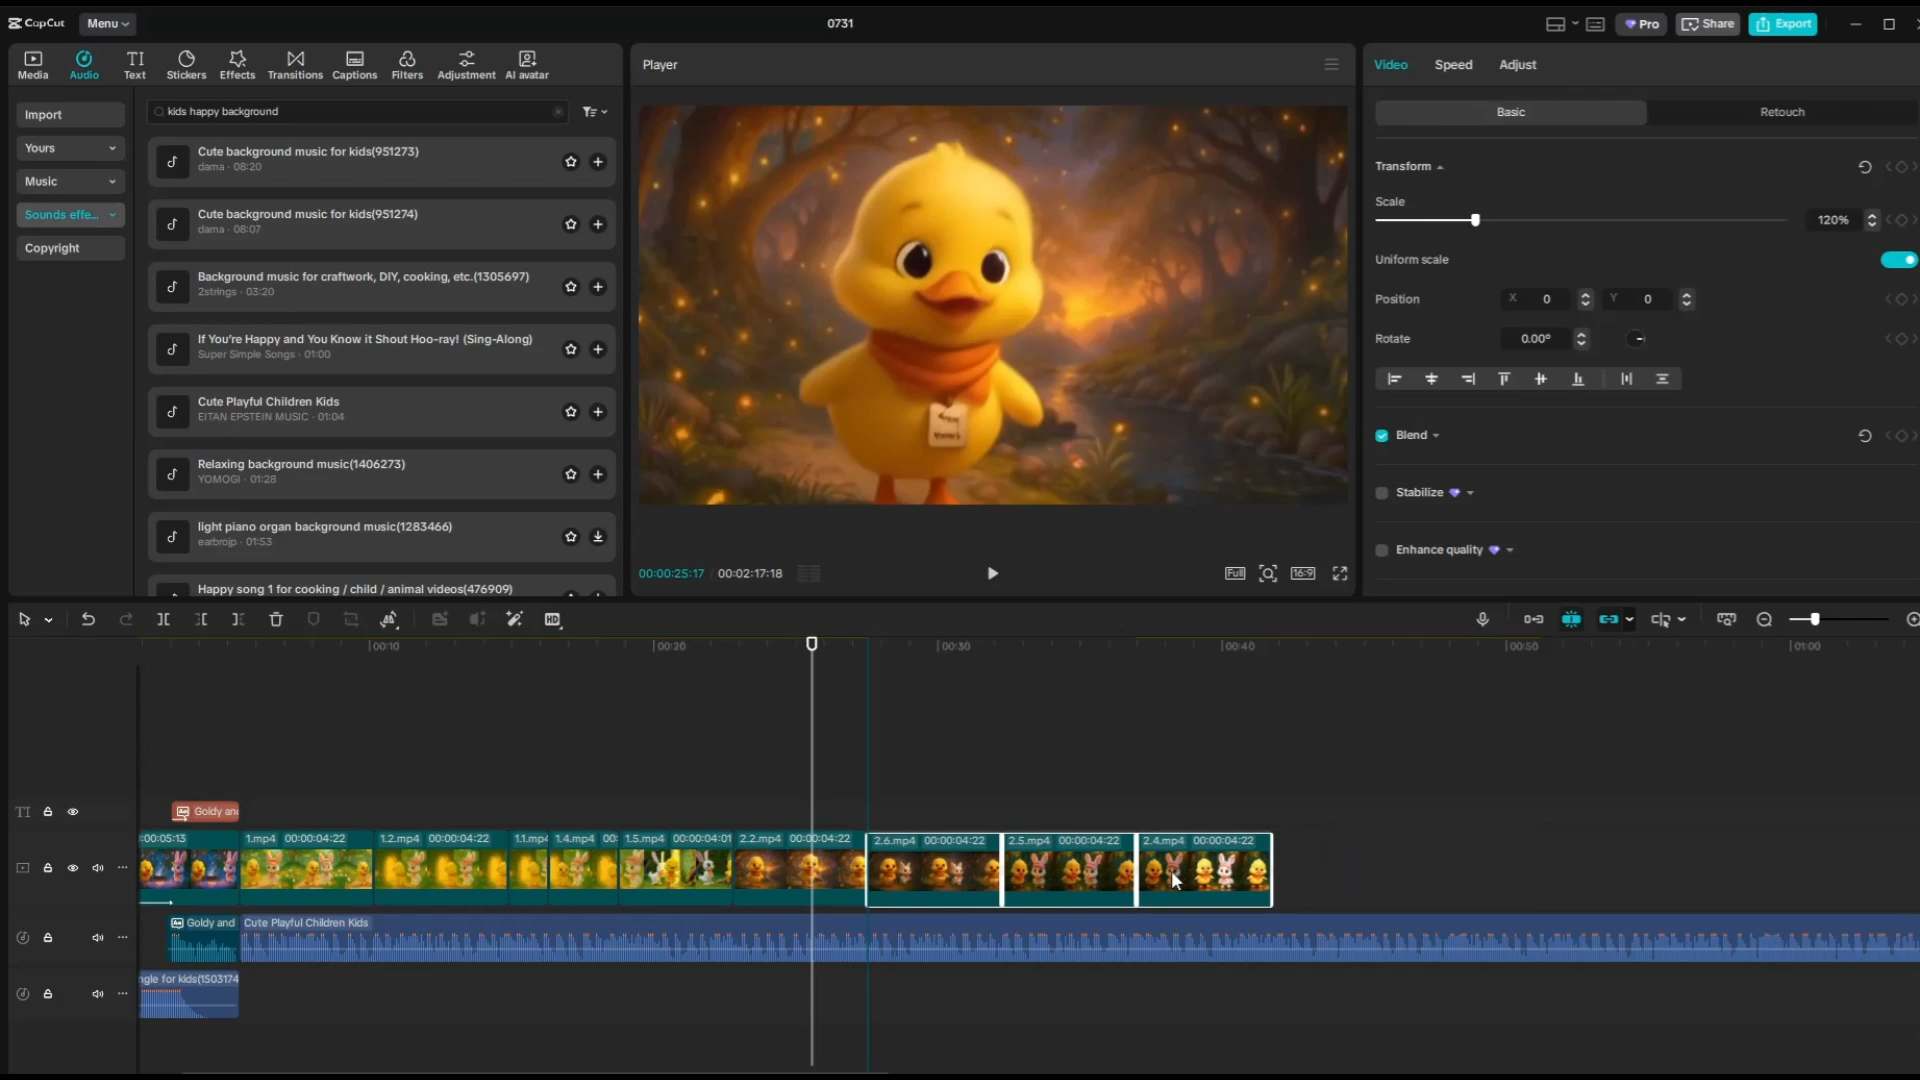 CapCut
Menu
0731
Pro
Share
Export
Media
Audio
Text
Stickers
Effects
Transitions
Captions
Filters
Adjustment
AI avatar
Import
Yours
Music
Sounds effe...
Copyright
kids happy background
Cute background music for kids(951273)
dama · 08:20
Cute background music for kids(951274)
dama · 08:07
Background music for craftwork, DIY, cooking, etc.(1305697)
2strings · 03:20
If You're Happy and You Know it Shout Hoo-ray! (Sing-Along)
Super Simple Songs · 01:00
Cute Playful Children Kids
EITAN EPSTEIN MUSIC · 01:04
Relaxing background music(1406273)
YOMOGI · 01:28
light piano organ background music(1283466)
earbrojp · 01:53
Happy song 1 for cooking / child / animal videos(476909)
Player
00:00:25:17
00:02:17:18
Full
16:9
Video
Speed
Adjust
Basic
Retouch
Transform
Scale
120%
Uniform scale
Position
X 0
Y 0
Rotate
0.00°
Blend
Stabilize
Enhance quality
HD
00:10
00:20
00:30
00:40
00:50
01:00
TI
Goldy and
:00:05:13
1.mp4 00:00:04:22
1.2.mp4 00:00:04:22
1.1.mp4
1.4.mp4 00:
1.5.mp4 00:00:04:01
2.2.mp4 00:00:04:22
2.6.mp4 00:00:04:22
2.5.mp4 00:00:04:22
2.4.mp4 00:00:04:22
Goldy and
Cute Playful Children Kids
ngle for kids(1503174